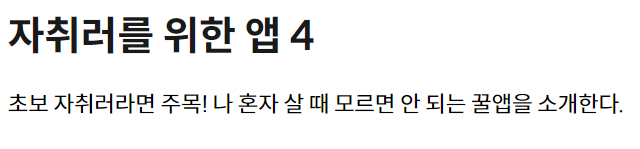 자취러를 위한 앱 4
초보 자취러라면 주목! 나 혼자 살 때 모르면 안 되는 꿀앱을 소개한다.